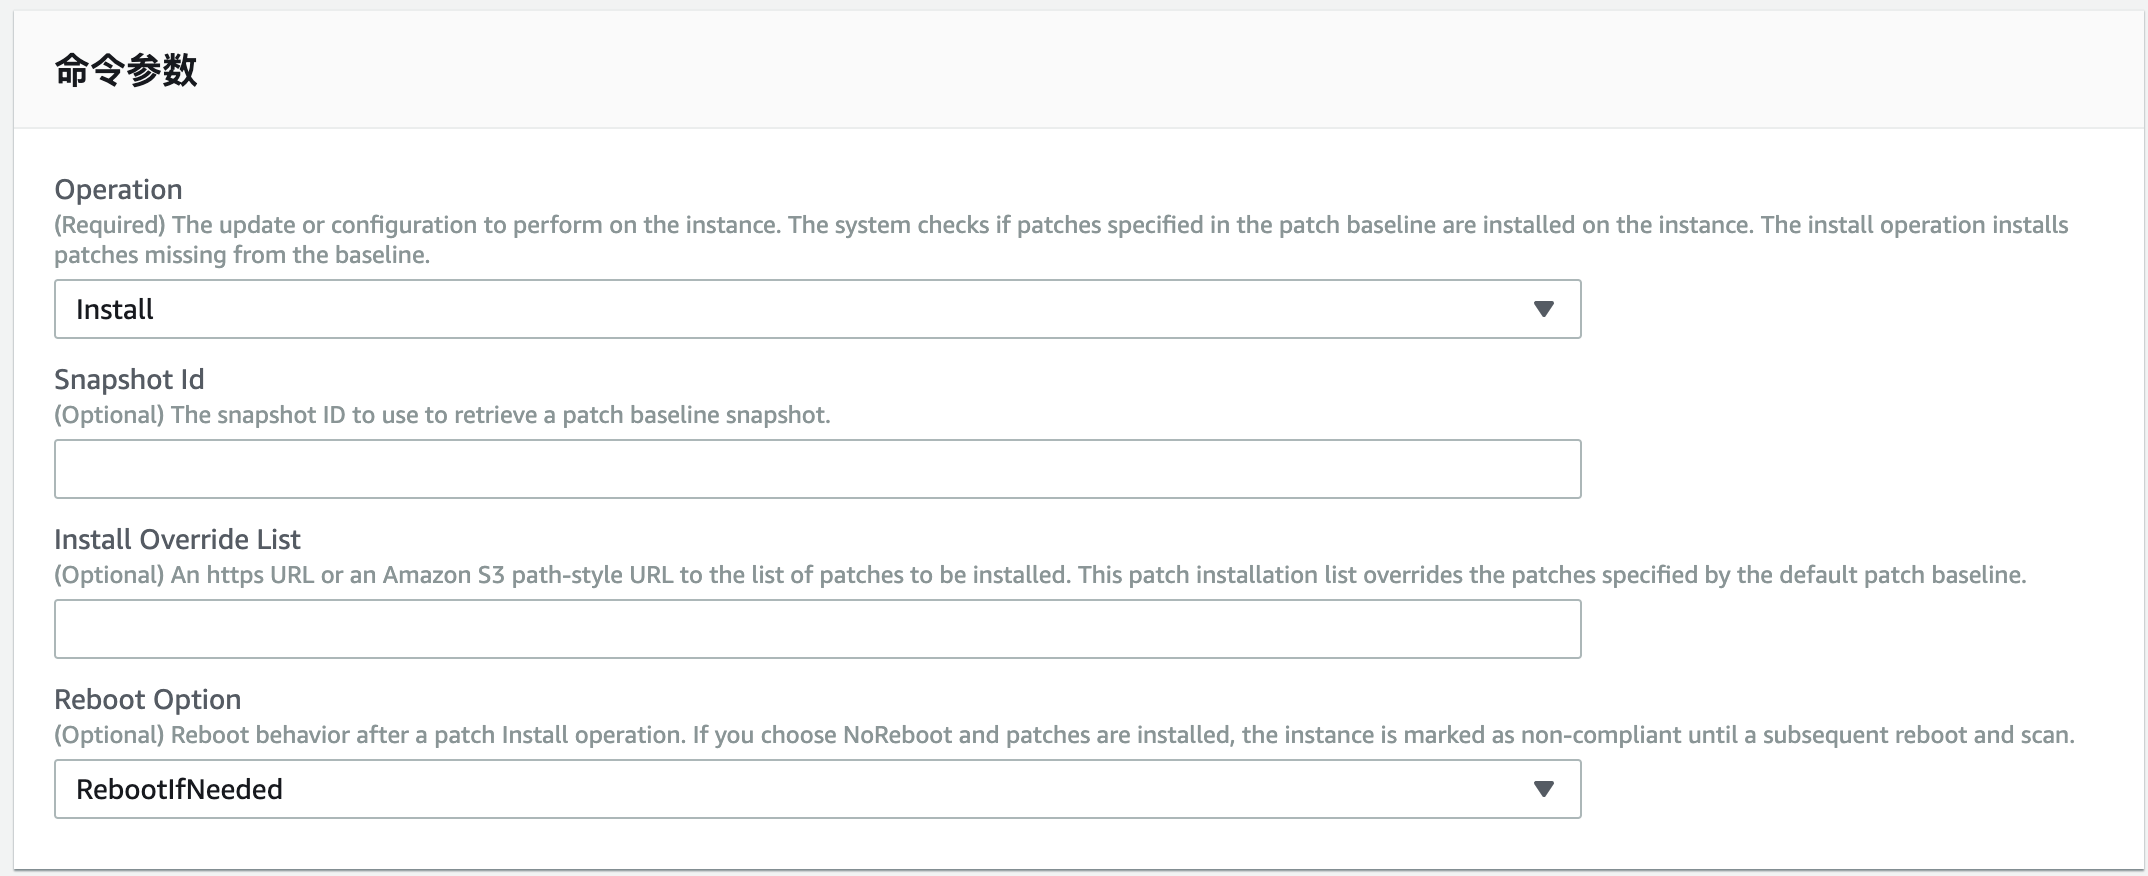 命令参数
Operation
(Required) The update or configuration to perform on the instance. The system checks if patches specified in the patch baseline are installed on the instance. The install operation installs
patches missing from the baseline.
Install
Snapshot Id
(Optional) The snapshot ID to use to retrieve a patch baseline snapshot.
Install Override List
(Optional) An https URL or an Amazon S3 path-style URL to the list of patches to be installed. This patch installation list overrides the patches specified by the default patch baseline.
Reboot Option
(Optional) Reboot behavior after a patch Install operation. If you choose NoReboot and patches are installed, the instance is marked as non-compliant until a subsequent reboot and scan.
RebootIfNeeded